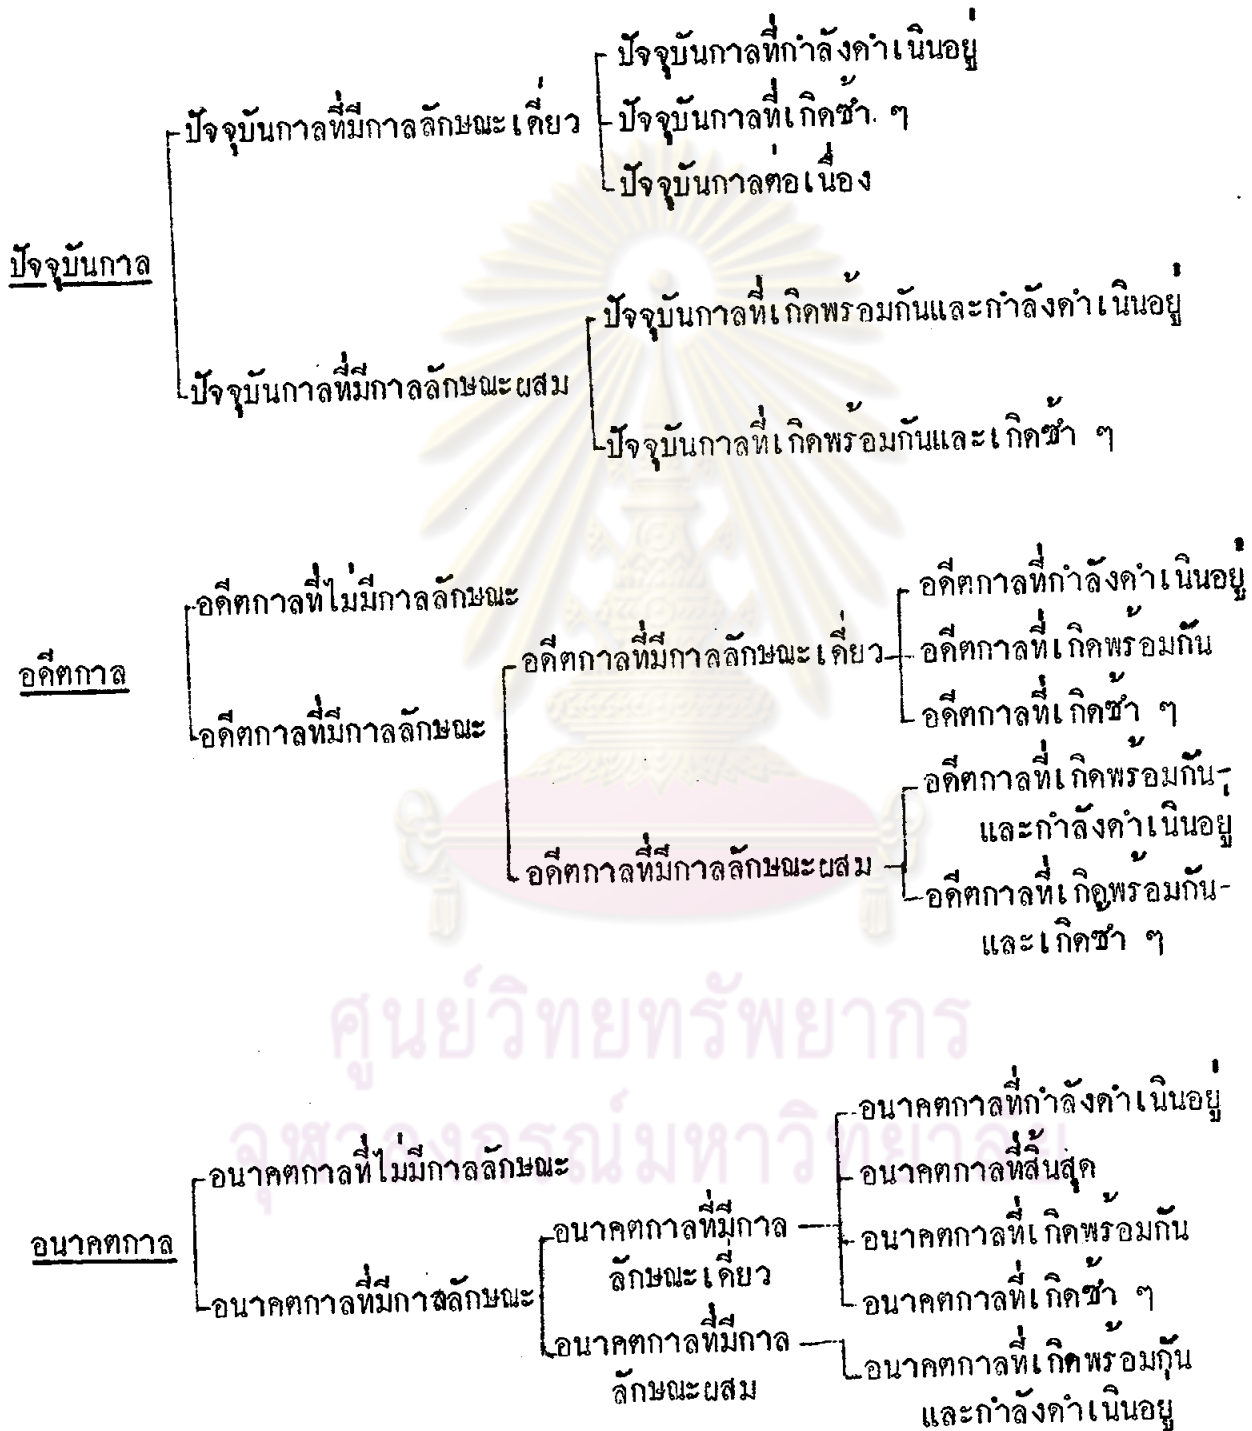 ปัจจุบันกาลที่กำลังดำเนินอยู่
ปัจจุบันกาลที่มีกาลลักษณะเดี่ยว
ปัจจุบันกาลที่เกิดซ้ำ ๆ
ปัจจุบันกาลต่อเนื่อง
ปัจจุบันกาล
ปัจจุบันกาลที่เกิดพร้อมกันและกำลังดำเนินอยู่
ปัจจุบันกาลที่มีกาลลักษณะผสม
ปัจจุบันกาลที่เกิดพร้อมกันและเกิดซ้ำ ๆ
อดีตกาลที่ไม่มีกาลลักษณะ
อดีตกาลที่กำลังดำเนินอยู่
อดีตกาลที่มีกาลลักษณะเดี่ยว
อดีตกาลที่เกิดพร้อมกัน
อดีตกาล
อดีตกาลที่มีกาลลักษณะ
อดีตกาลที่เกิดซ้ำ ๆ
อดีตกาลที่เกิดพร้อมกัน-
และกำลังดำเนินอยู่
อดีตกาลที่มีกาลลักษณะผสม
อดีตกาลที่เกิดพร้อมกัน-
และเกิดซ้ำ ๆ
ศูนย์วิทยทรัพยากร
จุฬาลงกรณ์มหาวิทยาลัย
อนาคตกาลที่กำลังดำเนินอยู่
อนาคตกาลที่ไม่มีกาลลักษณะ
อนาคตกาลที่สิ้นสุด
อนาคตกาล
อนาคตกาลที่มีกาล
ลักษณะเดี่ยว
อนาคตกาลที่เกิดพร้อมกัน
อนาคตกาลที่มีกาลลักษณะ
อนาคตกาลที่เกิดซ้ำ ๆ
อนาคตกาลที่มีกาล
ลักษณะผสม
อนาคตกาลที่เกิดพร้อมกัน
และกำลังดำเนินอยู่